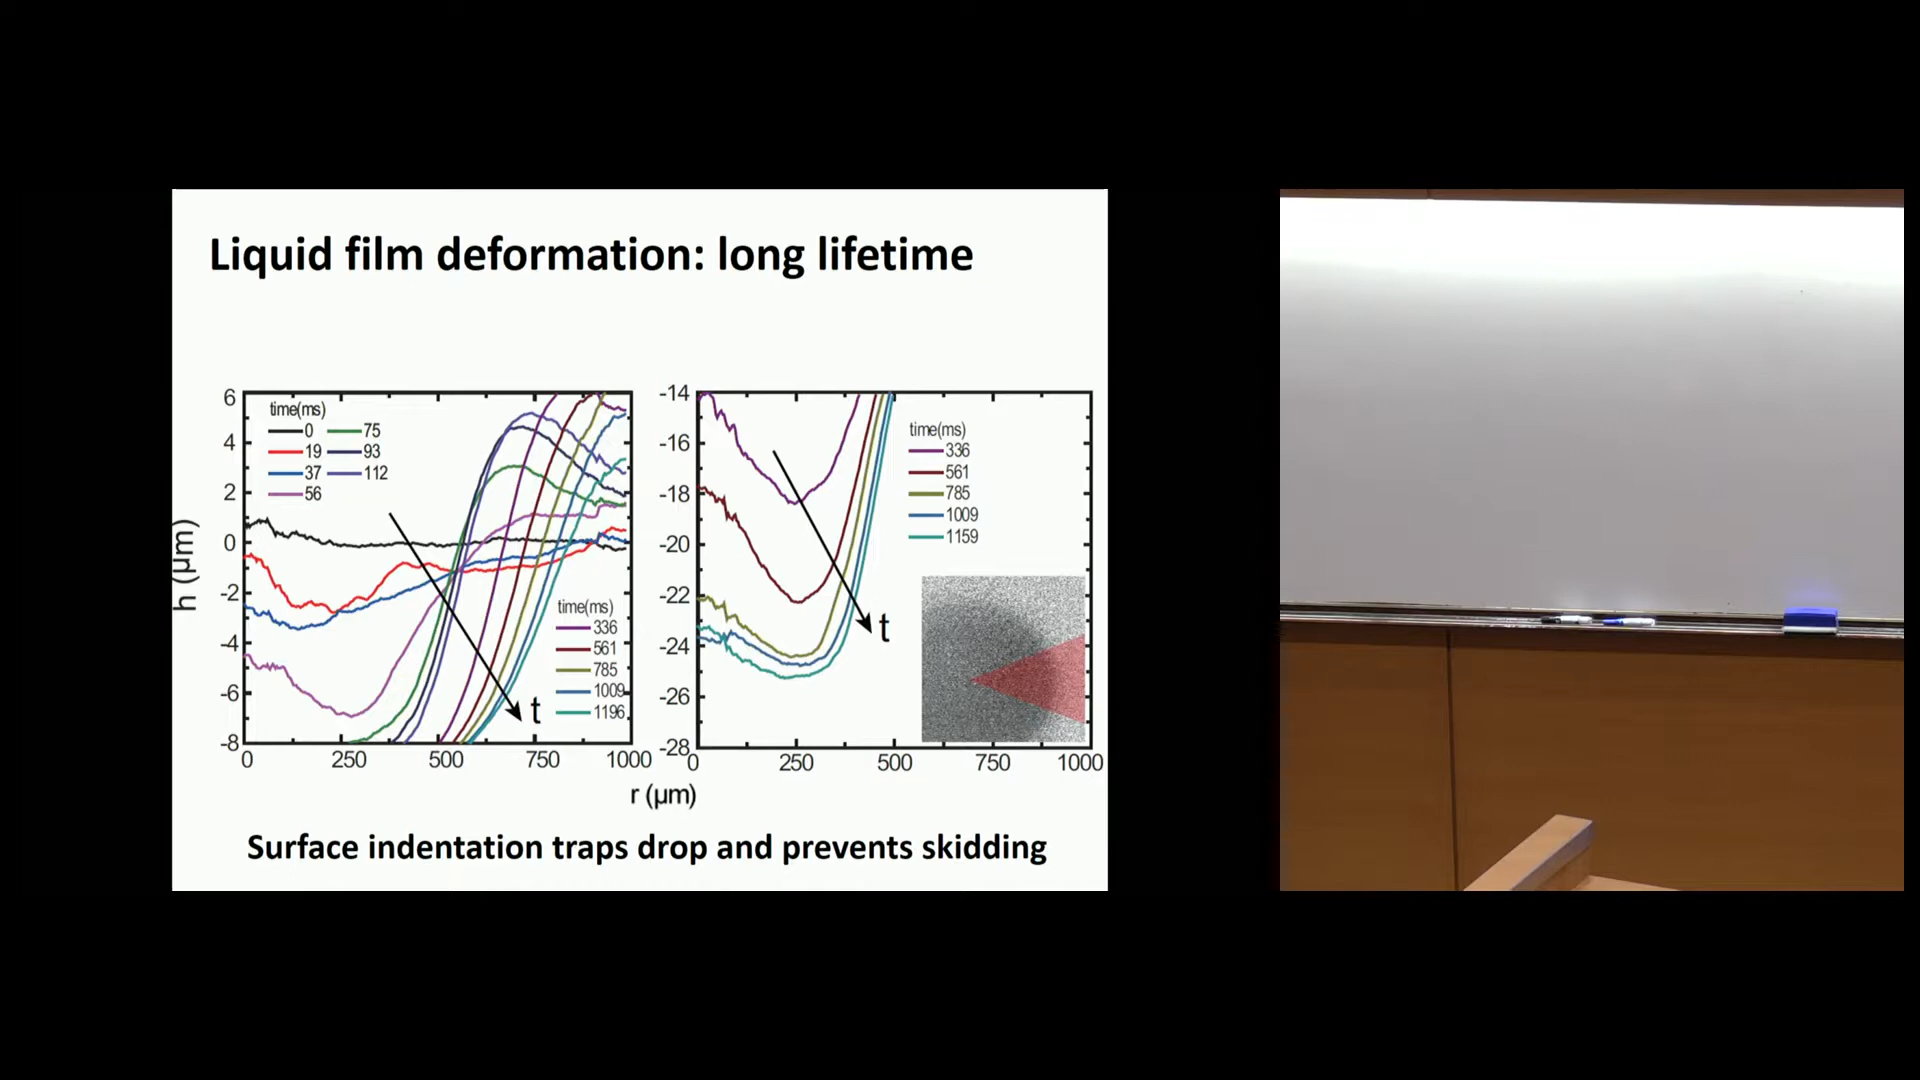 Liquid film deformation: long lifetime
h (μm)
6
4
2
0
-2
-4
-6
-8
time(ms)
0 75
19 93
37 112
56
t
time(ms)
336
561
785
1009
1196
0 250 500 750 1000
-14
-16
-18
-20
-22
-24
-26
-28
time(ms)
336
561
785
1009
1159
t
0 250 500 750 1000
r (μm)
Surface indentation traps drop and prevents skidding